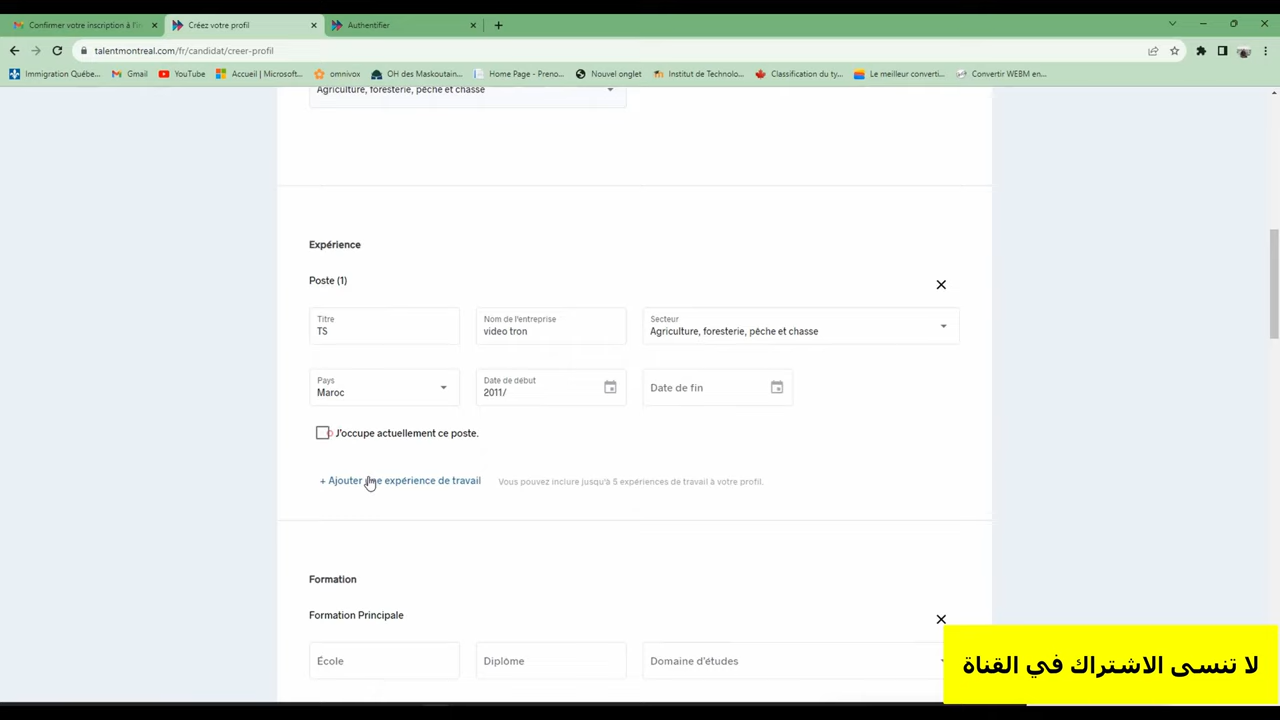 Confirmer votre inscription à l'in
Créez votre profil
Authentifier
talentmontreal.com/fr/candidat/creer-profil
Immigration Québe...
Gmail
YouTube
Accueil | Microsoft...
omnivox
OH des Maskoutain...
Home Page - Preno...
Nouvel onglet
Institut de Technolo...
Classification du ty...
Le meilleur converti...
Convertir WEBM en...
Agriculture, foresterie, pêche et chasse
Expérience
Poste (1)
Titre
TS
Nom de l'entreprise
video tron
Secteur
Agriculture, foresterie, pêche et chasse
Pays
Maroc
Date de début
2011/
Date de fin
J'occupe actuellement ce poste.
+ Ajouter une expérience de travail
Vous pouvez inclure jusqu'à 5 expériences de travail à votre profil.
Formation
Formation Principale
École
Diplôme
Domaine d'études
لا تنسى الاشتراك في القناة